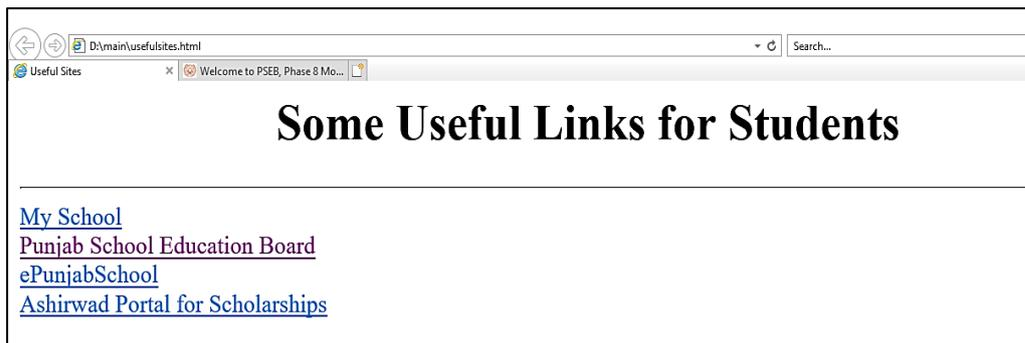 D:\main\usefulsites.html Search...
Useful Sites Welcome to PSEB, Phase 8 Mo...
Some Useful Links for Students
My School
Punjab School Education Board
ePunjabSchool
Ashirwad Portal for Scholarships